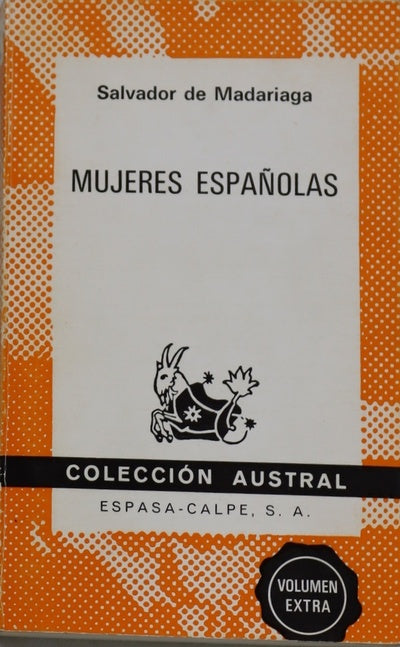 Salvador de Madariaga
MUJERES ESPAÑOLAS
COLECCIÓN AUSTRAL
ESPASA-CALPE, S. A.
VOLUMEN
EXTRA